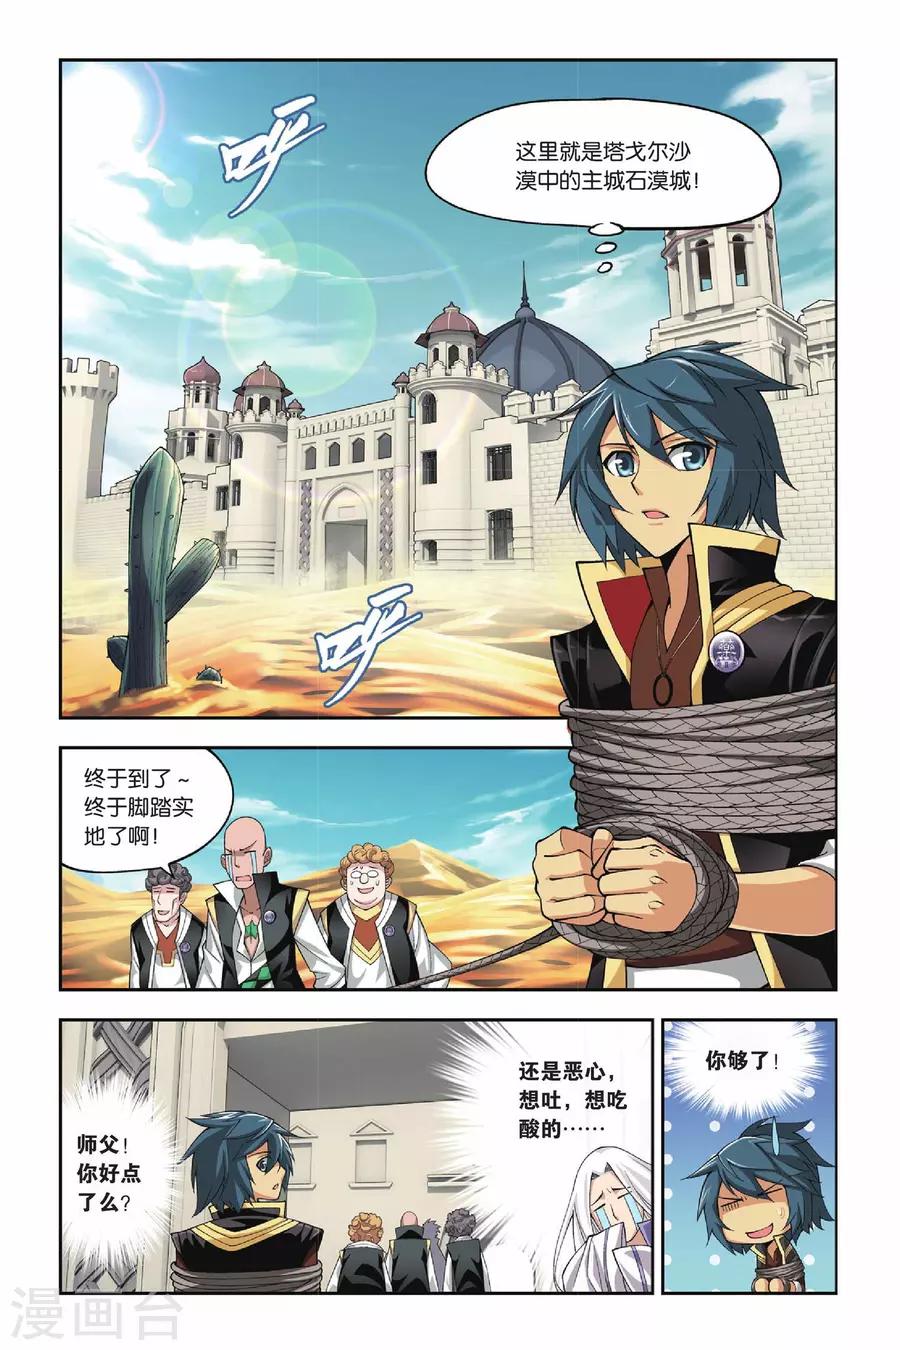 呼
这里就是塔戈尔沙
漠中的主城石漠城！
呼
终于到了～
终于脚踏实
地了啊！
师父！
你好点
了么？
还是恶心，
想吐，想吃
酸的……
你够了！
漫画台